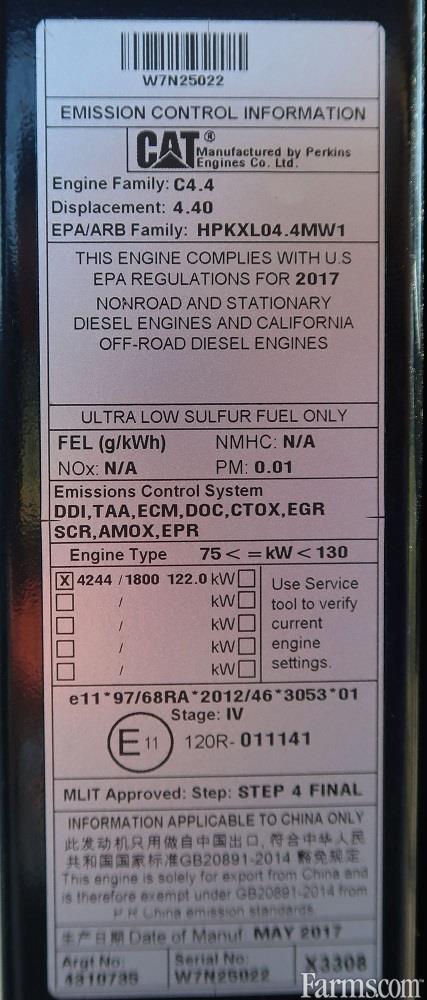 W7N25022
EMISSION CONTROL INFORMATION
CAT® Manufactured by Perkins
Engines Co. Ltd.
Engine Family: C4.4
Displacement: 4.40
EPA/ARB Family: HPKXL04.4MW1
THIS ENGINE COMPLIES WITH U.S
EPA REGULATIONS FOR 2017
NONROAD AND STATIONARY
DIESEL ENGINES AND CALIFORNIA
OFF-ROAD DIESEL ENGINES
ULTRA LOW SULFUR FUEL ONLY
FEL (g/kWh) NMHC: N/A
NOx: N/A PM: 0.01
Emissions Control System
DDI,TAA,ECM,DOC,CTOX,EGR
SCR,AMOX,EPR
Engine Type 75 < = kW < 130
X 4244 / 1800 122.0 kW
/ kW
/ kW
/ kW
/ kW
Use Service
tool to verify
current
engine
settings.
e11*97/68RA*2012/46*3053*01
Stage: IV
E 11 120R- 011141
MLIT Approved: Step: STEP 4 FINAL
INFORMATION APPLICABLE TO CHINA ONLY
此发动机只用做自中国出口, 符合中华人民
共和国国家标准GB20891-2014 豁免规定
This engine is solely for export from China and
is therefore exempt under GB20891-2014 from
P R China emission standards
生产日期 Date of Manuf MAY 2017
Argt No: Serial No: X3308
4310735 W7N25022
Farms.com